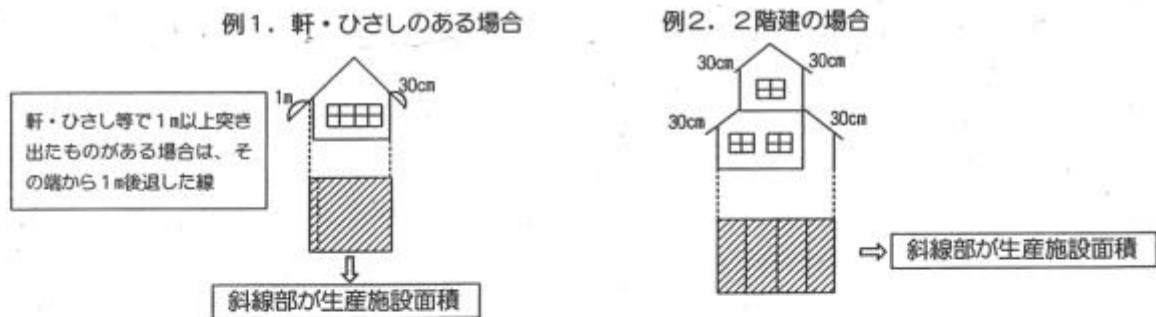 例1．軒・ひさしのある場合
1m
30cm
軒・ひさし等で1m以上突き
出たものがある場合は、そ
の端から1m後退した線
斜線部が生産施設面積
例2．2階建の場合
30cm
30cm
30cm
30cm
斜線部が生産施設面積